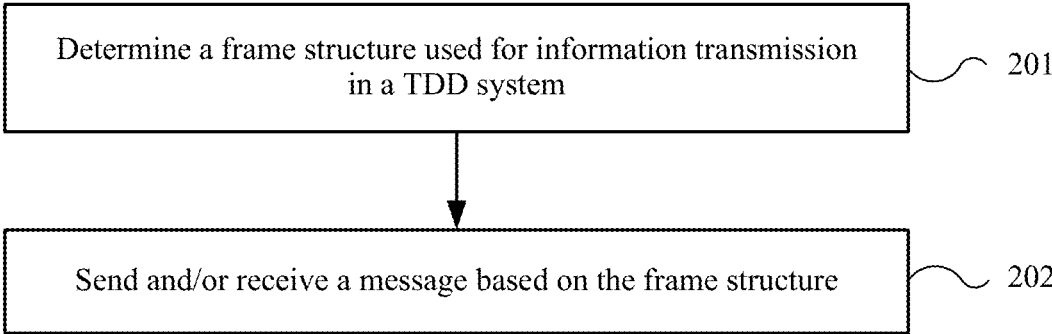 Determine a frame structure used for information transmission
in a TDD system
201
Send and/or receive a message based on the frame structure
202